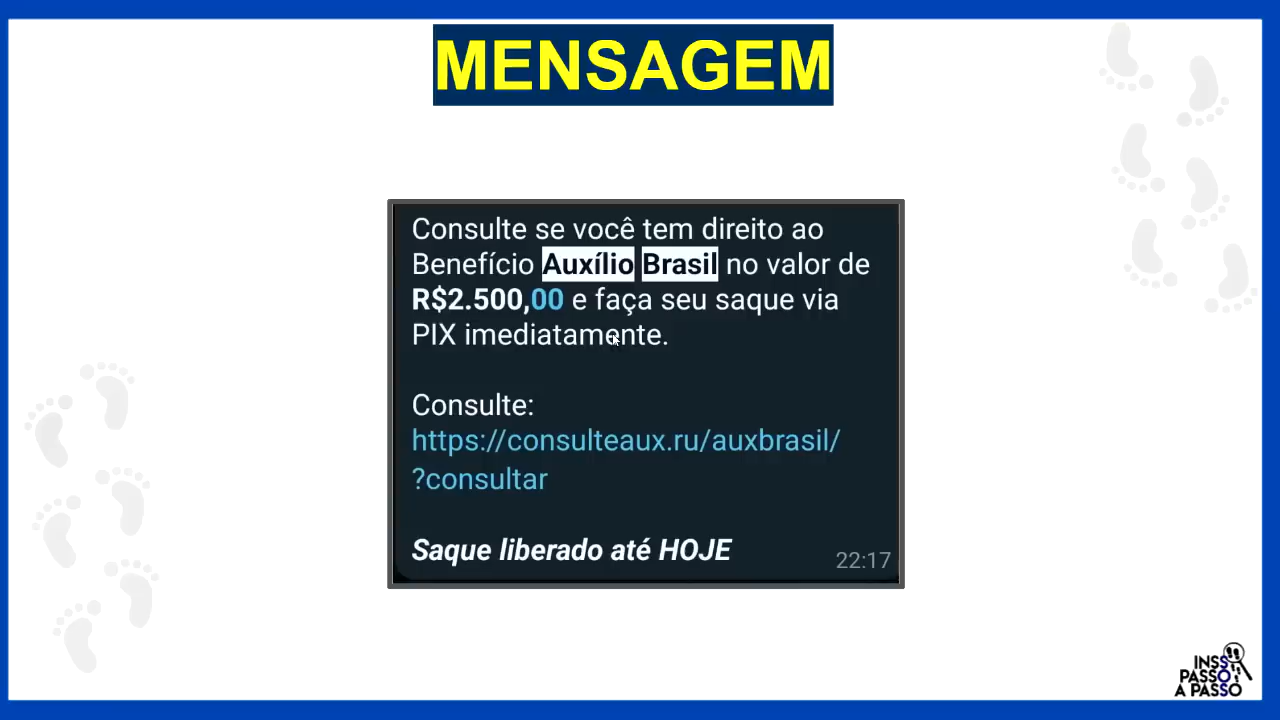 MENSAGEM
Consulte se você tem direito ao
Benefício Auxílio Brasil no valor de
R$2.500,00 e faça seu saque via
PIX imediatamente.
Consulte:
https://consulteaux.ru/auxbrasil/
?consultar
Saque liberado até HOJE
22:17
INSS
PASSO
A PASSO